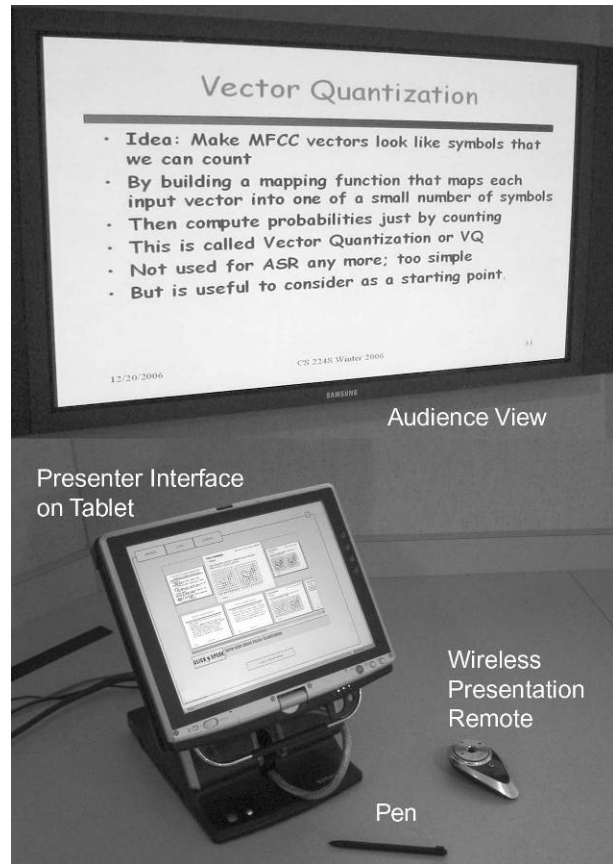 Vector Quantization
· Idea: Make MFCC vectors look like symbols that
we can count
· By building a mapping function that maps each
input vector into one of a small number of symbols
· Then compute probabilities just by counting
· This is called Vector Quantization or VQ
· Not used for ASR any more; too simple
· But is useful to consider as a starting point.
12/20/2006
CS 224S Winter 2006
SAMSUNG
Audience View
Presenter Interface
on Tablet
Wireless
Presentation
Remote
Pen